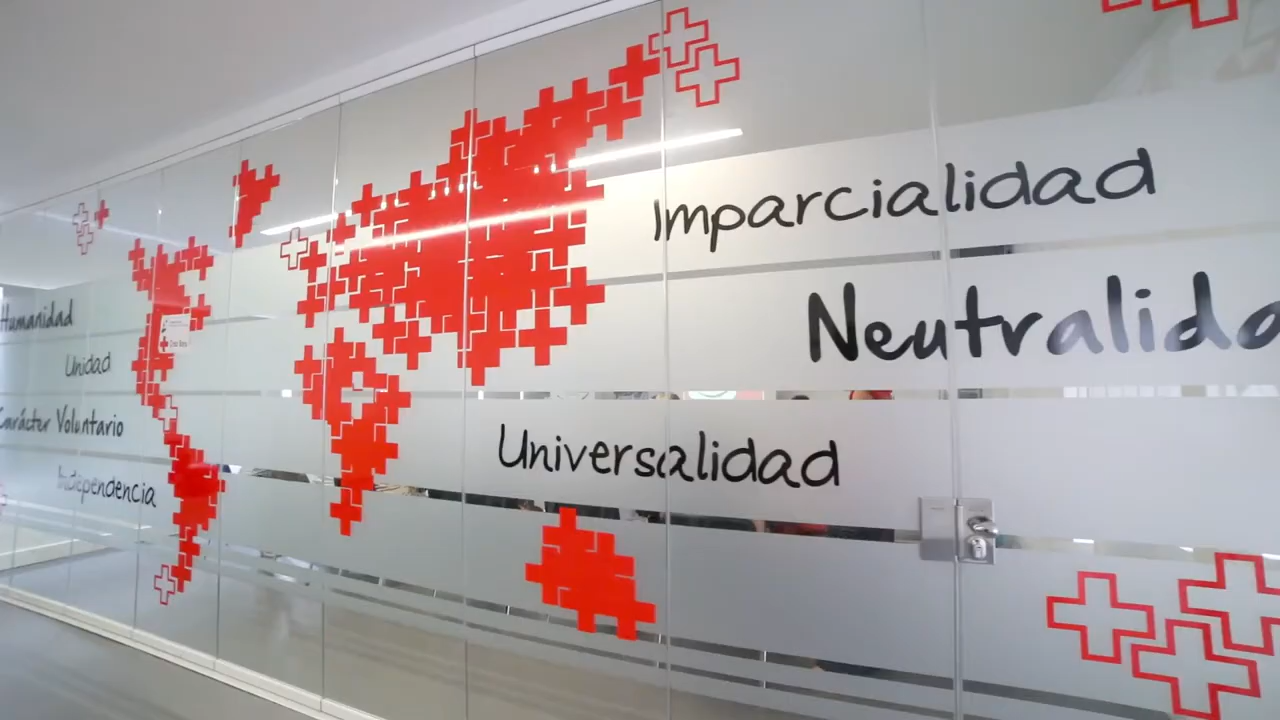 Humanidad
Unidad
Carácter Voluntario
Independencia
Imparcialidad
Neutralida
Universalidad